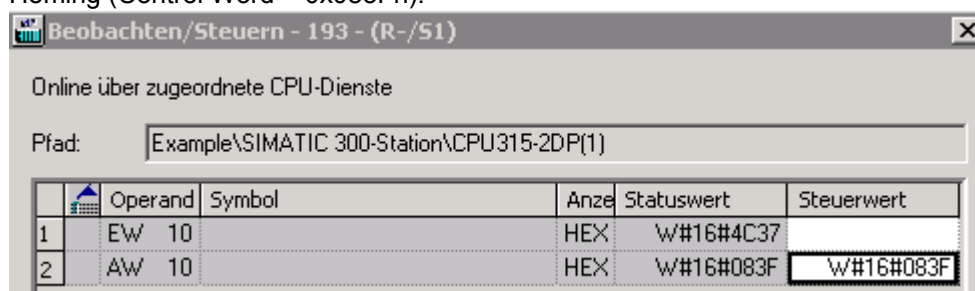 Beobachten/Steuern - 193 - (R-/S1)
Online über zugeordnete CPU-Dienste
Pfad: Example\SIMATIC 300-Station\CPU315-2DP(1)
Operand Symbol Anze Statuswert Steuerwert
1 EW 10 HEX W#16#4C37
2 AW 10 HEX W#16#083F W#16#083F